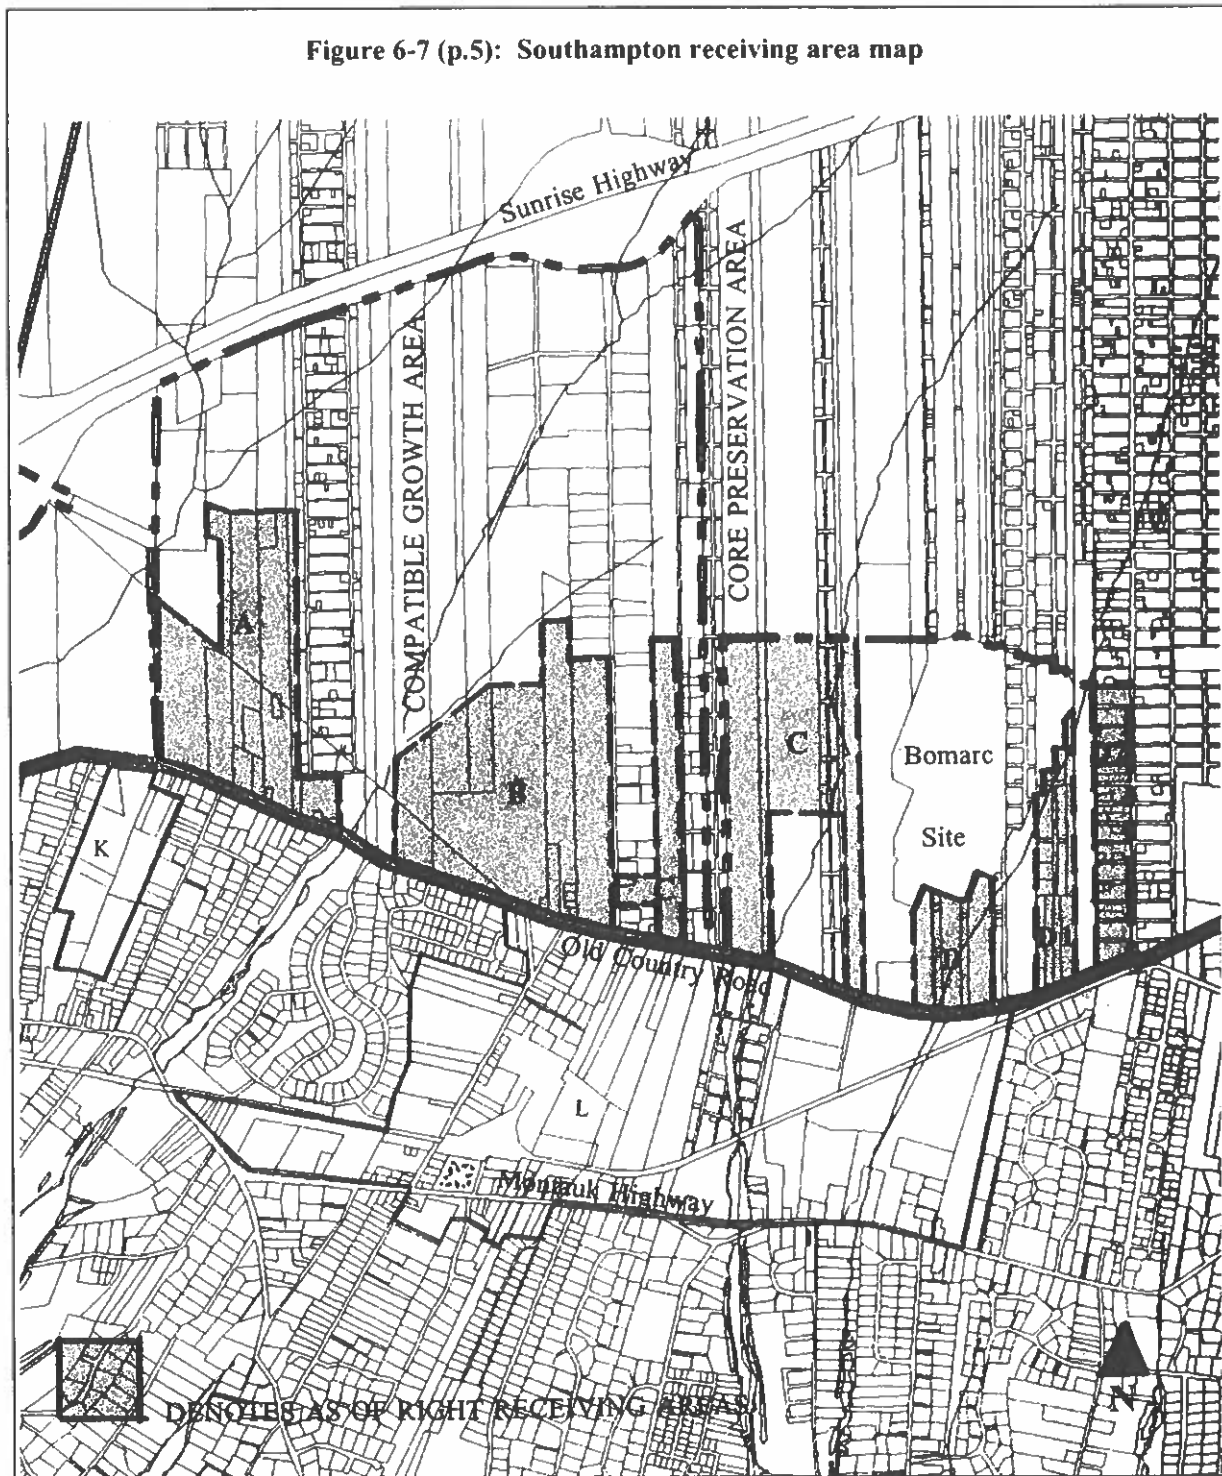 Figure 6-7 (p.5): Southampton receiving area map
Sunrise Highway
COMPATIBLE GROWTH AREA
CORE PRESERVATION AREA
A
B
C
Bomarc
Site
K
D
Old Country Road
L
Montauk Highway
DENOTES AS OF RIGHT RECEIVING AREAS
N